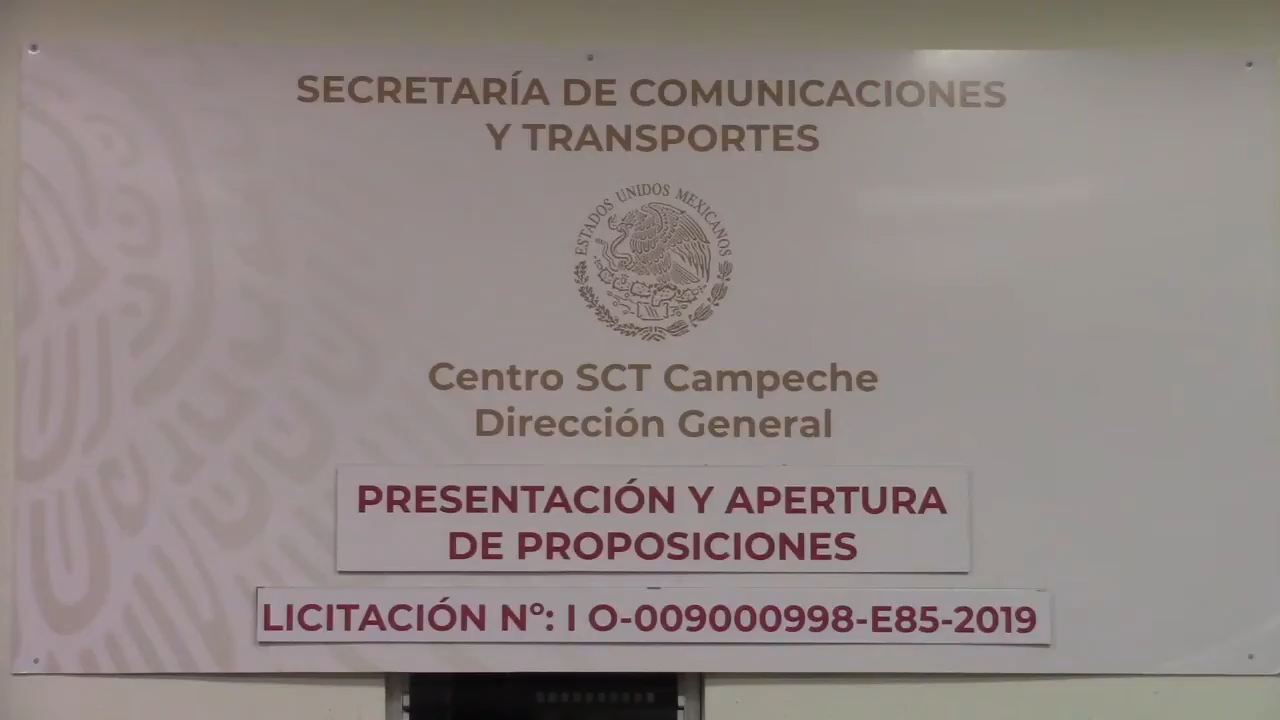 SECRETARÍA DE COMUNICACIONES
Y TRANSPORTES
ESTADOS UNIDOS MEXICANOS
Centro SCT Campeche
Dirección General
PRESENTACIÓN Y APERTURA
DE PROPOSICIONES
LICITACIÓN Nº: I O-009000998-E85-2019